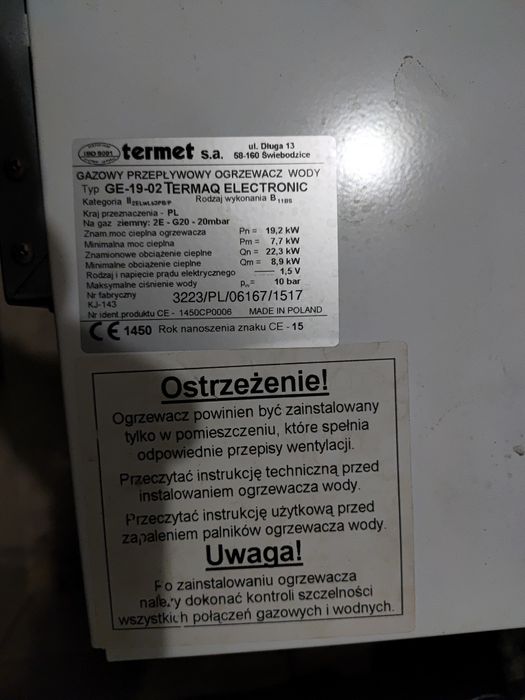 ISO 9001 termet s.a. ul. Długa 13
58-160 Świebodzice
GAZOWY PRZEPŁYWOWY OGRZEWACZ WODY
Typ GE-19-02 TERMAQ ELECTRONIC
Kategoria Rodzaj wykonania B11BS
Kraj przeznaczenia - PL
Na gaz ziemny: 2E - G20 - 20mbar
Znam.moc cieplna ogrzewacza Pn = 19,2 kW
Minimalna moc cieplna Pm = 7,7 kW
Znamionowe obciążenie cieplne Qn = 22,3 kW
Minimalne obciążenie cieplne Qm = 8,9 kW
Rodzaj i napiecie prądu elektrycznego 1,5 V
Maksymalne ciśnienie wody pw= 10 bar
Nr fabryczny 3223/PL/06167/1517
KJ-143
Nr ident.produktu CE - 1450CP0006 MADE IN POLAND
CE 1450 Rok nanoszenia znaku CE - 15
Ostrzeżenie!
Ogrzewacz powinien być zainstalowany
tylko w pomieszczeniu, które spełnia
odpowiednie przepisy wentylacji.
Przeczytać instrukcję techniczną przed
instalowaniem ogrzewacza wody.
Przeczytać instrukcję użytkową przed
zapaleniem palników ogrzewacza wody.
Uwaga!
Po zainstalowaniu ogrzewacza
należy dokonać kontroli szczelności
wszystkich połączeń gazowych i wodnych.